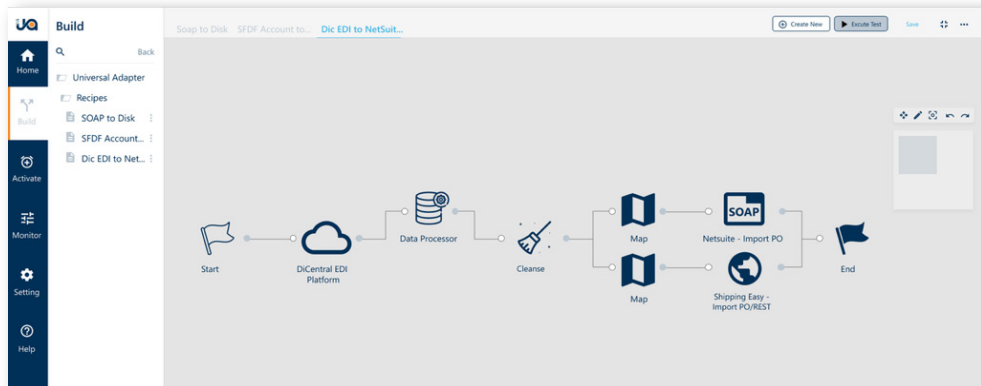 UA
Build
Soap to Disk
SFDF Account to...
Dic EDI to NetSuit...
Create New
Excute Test
Save
Home
Build
Activate
Monitor
Setting
Help
Back
Universal Adapter
Recipes
SOAP to Disk
SFDF Account...
Dic EDI to Net...
Start
DiCentral EDI
Platform
Data Processor
Cleanse
Map
SOAP
Netsuite - Import PO
Map
Shipping Easy -
Import PO/REST
End